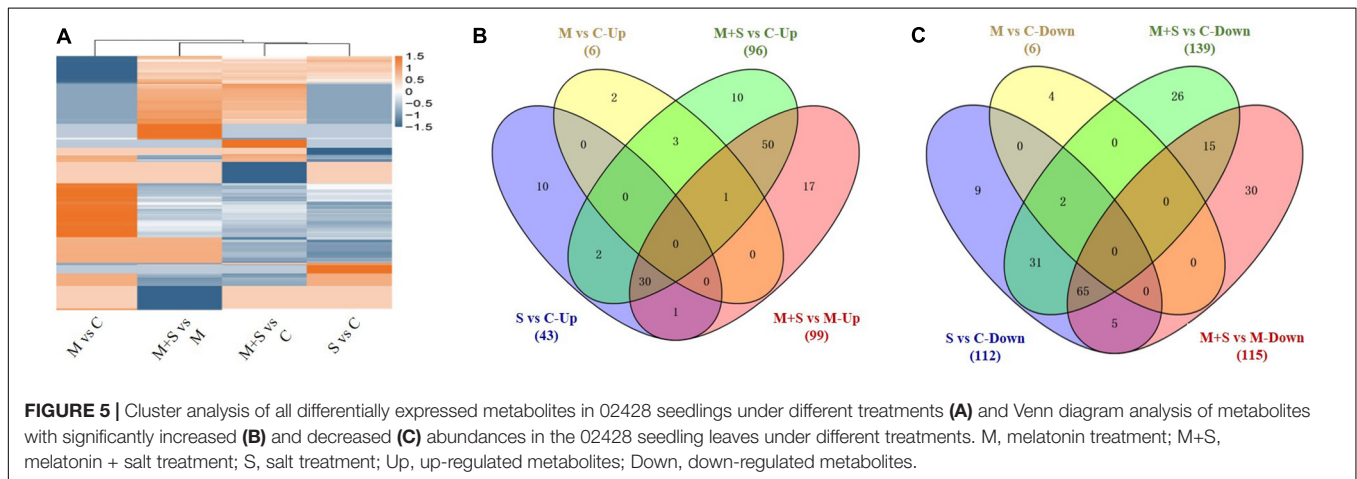 A
1.5
1
0.5
0
−0.5
−1
−1.5
M vs C
M+S vs M
M+S vs C
S vs C
B
M vs C-Up
(6)
M+S vs C-Up
(96)
2
10
0
3
50
10
0
1
17
2
0
0
30
0
1
S vs C-Up
(43)
M+S vs M-Up
(99)
C
M vs C-Down
(6)
M+S vs C-Down
(139)
4
26
0
0
15
9
2
0
30
31
0
0
65
0
5
S vs C-Down
(112)
M+S vs M-Down
(115)
FIGURE 5 | Cluster analysis of all differentially expressed metabolites in 02428 seedlings under different treatments (A) and Venn diagram analysis of metabolites
with significantly increased (B) and decreased (C) abundances in the 02428 seedling leaves under different treatments. M, melatonin treatment; M+S,
melatonin + salt treatment; S, salt treatment; Up, up-regulated metabolites; Down, down-regulated metabolites.